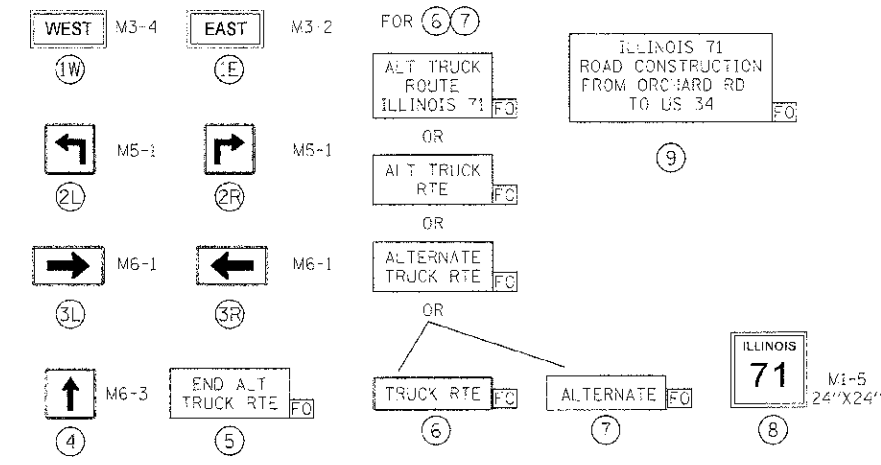 WEST M3-4
EAST M3-2
FOR 6 7
1W
1E
ALT TRUCK
ROUTE
ILLINOIS 71 FO
ILLINOIS 71
ROAD CONSTRUCTION
FROM ORCHARD RD
TO US 34 FO
9
OR
M5-1
M5-1
2L
2R
ALT TRUCK
RTE FO
OR
M6-1
M6-1
3L
3R
ALTERNATE
TRUCK RTE FO
OR
M6-3
4
END ALT
TRUCK RTE FO
5
TRUCK RTE FO
6
ALTERNATE FO
7
ILLINOIS
71
M1-5
24"X24"
8